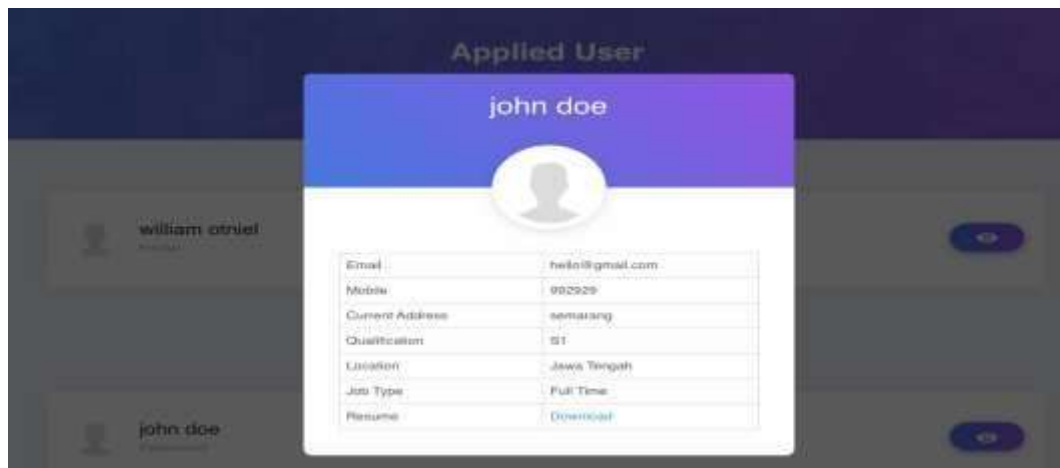 Applied User
john doe
william otniel
Email hello@gmail.com
Mobile 992929
Current Address semarang
Qualification S1
Location Jawa Tengah
Job Type Full Time
Resume Download
john doe